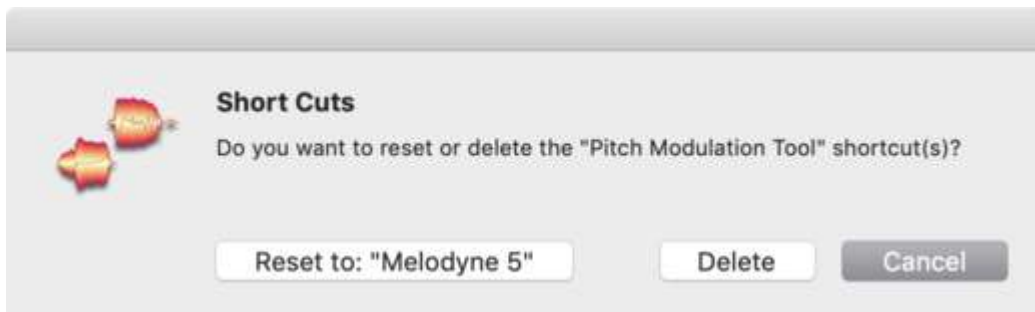 Short Cuts
Do you want to reset or delete the "Pitch Modulation Tool" shortcut(s)?
Reset to: "Melodyne 5" Delete Cancel